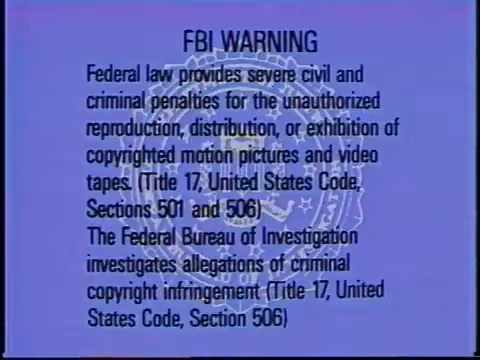 FBI WARNING
Federal law provides severe civil and
criminal penalties for the unauthorized
reproduction, distribution, or exhibition of
copyrighted motion pictures and video
tapes. (Title 17, United States Code,
Sections 501 and 506)
The Federal Bureau of Investigation
investigates allegations of criminal
copyright infringement (Title 17, United
States Code, Section 506)